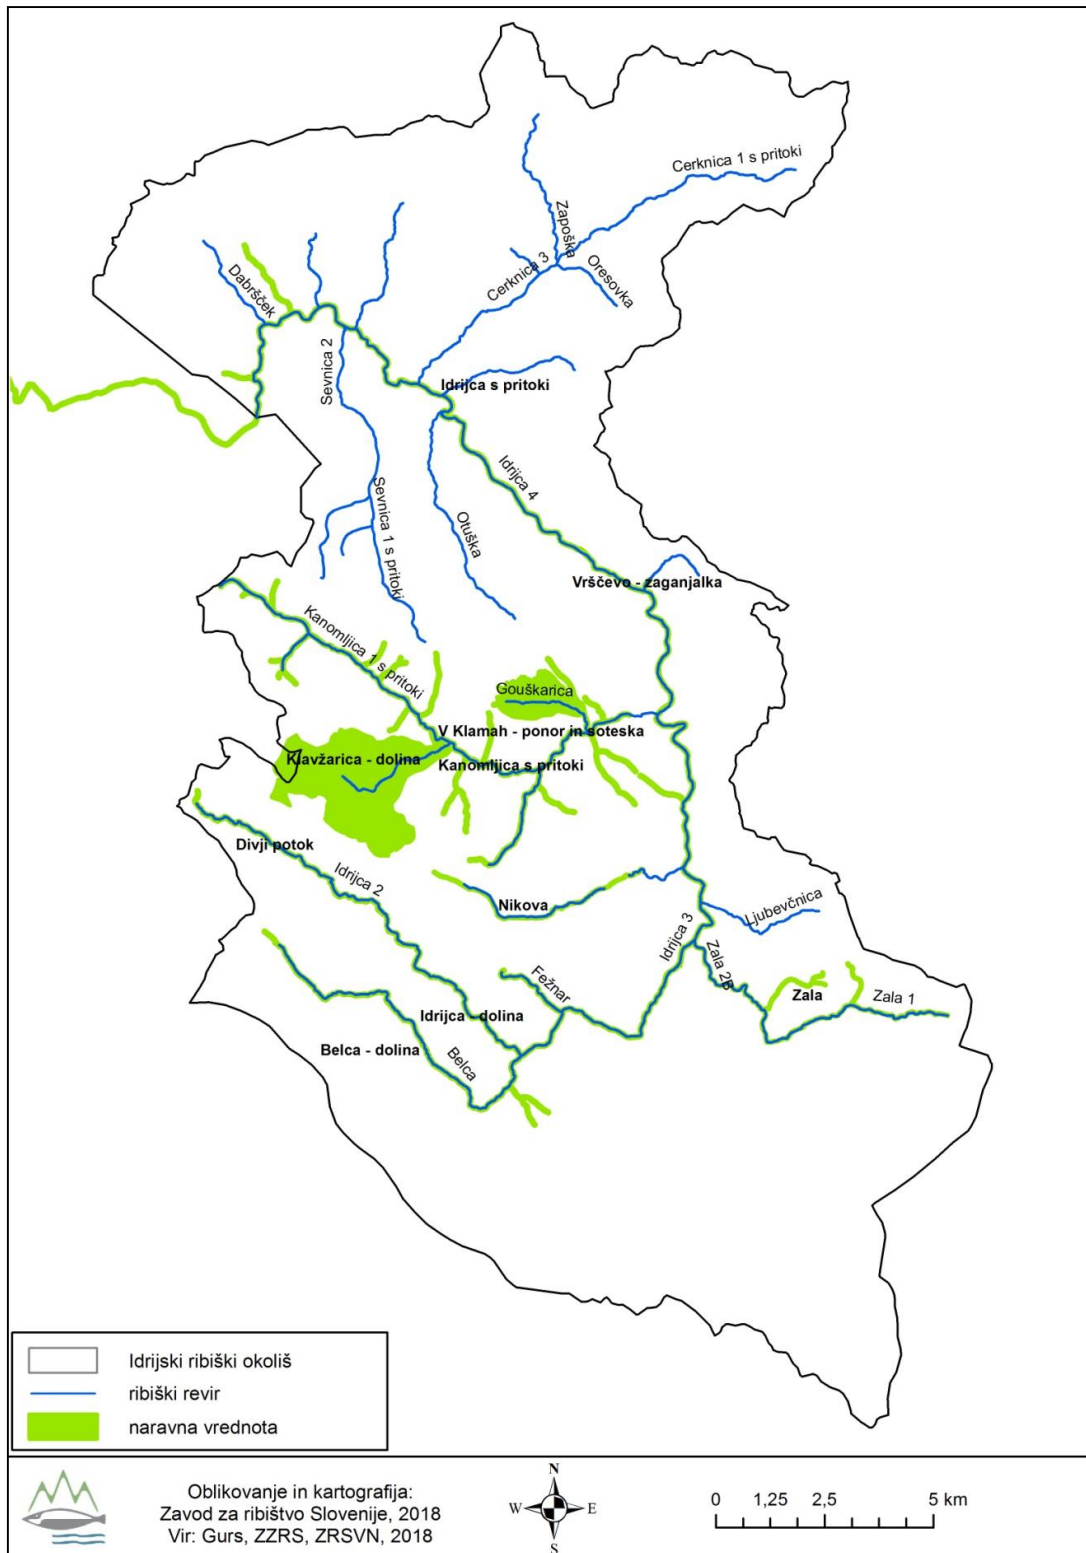 Cerknica 1 s pritoki
Zapoška
Oresovka
Cerknica 3
Dabršček
Sevnica 2
Idrijca s pritoki
Idrijca 4
Sevnica 1 s pritoki
Otuška
Vrščevo - zaganjalka
Kanomljica 1 s pritoki
Gouškarica
V Klamah - ponor in soteska
Klavžarica - dolina
Kanomljica s pritoki
Divji potok
Idrijca 2
Nikova
Ljubevčnica
Idrijca 3
Zala 2B
Fežnar
Zala
Zala 1
Idrijca - dolina
Belca - dolina
Belca
Idrijski ribiški okoliš
ribiški revir
naravna vrednota
Oblikovanje in kartografija:
Zavod za ribištvo Slovenije, 2018
Vir: Gurs, ZZRS, ZRSVN, 2018
N
W E
S
0 1,25 2,5 5 km